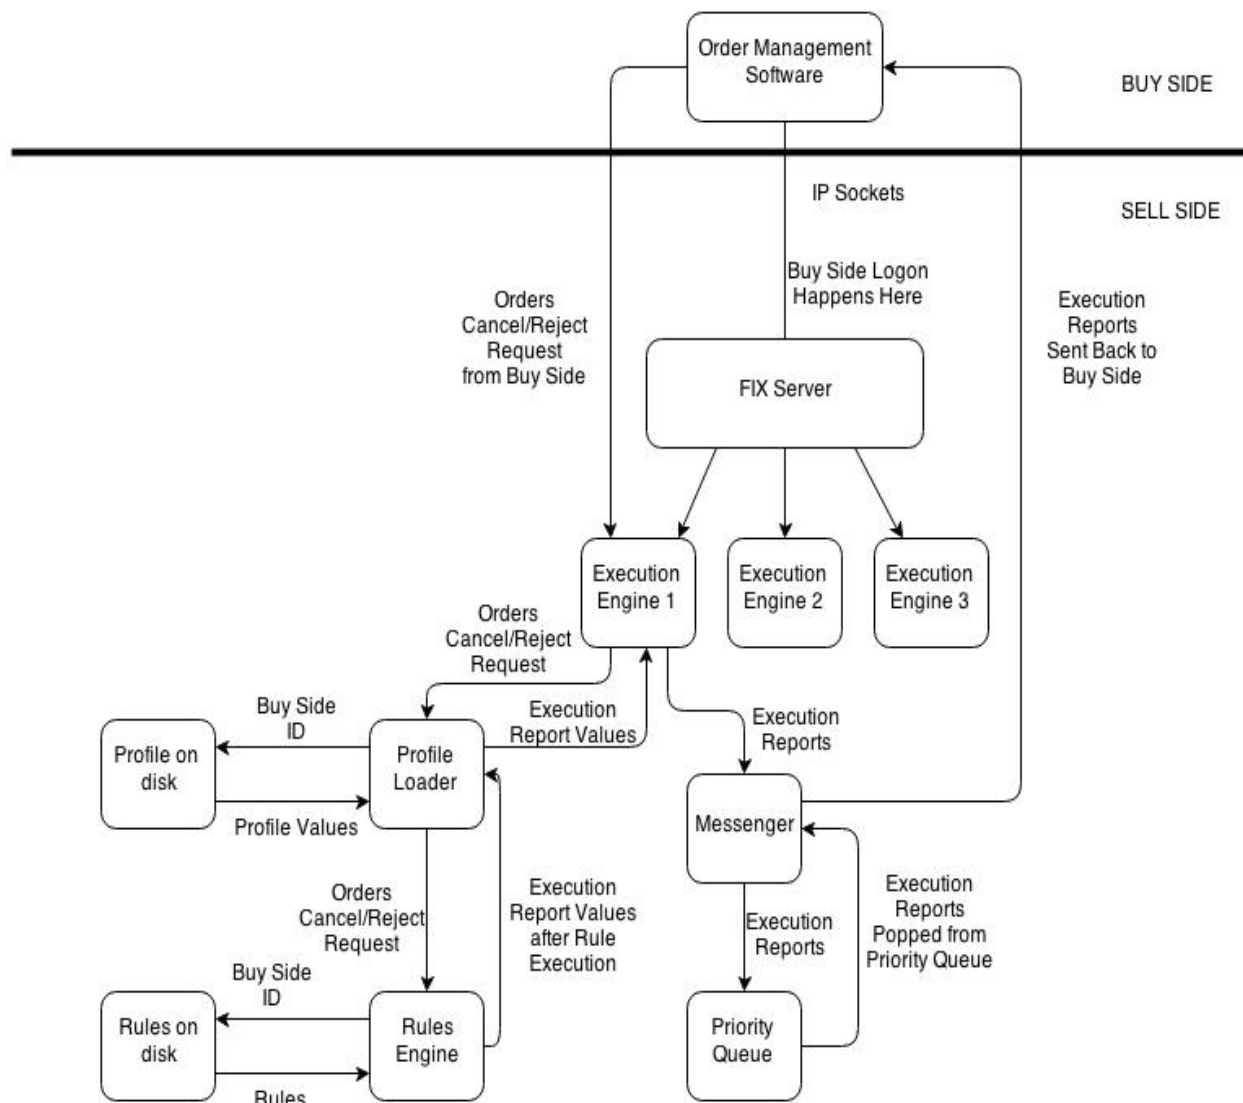 Order Management
Software
BUY SIDE
IP Sockets
SELL SIDE
Buy Side Logon
Happens Here
Orders
Cancel/Reject
Request
from Buy Side
Execution
Reports
Sent Back to
Buy Side
FIX Server
Execution
Engine 1
Execution
Engine 2
Execution
Engine 3
Orders
Cancel/Reject
Request
Buy Side
ID
Execution
Report Values
Execution
Reports
Profile on
disk
Profile
Loader
Profile Values
Messenger
Orders
Cancel/Reject
Request
Execution
Report Values
after Rule
Execution
Execution
Reports
Execution
Reports
Popped from
Priority Queue
Buy Side
ID
Rules on
disk
Rules
Engine
Priority
Queue
Rules